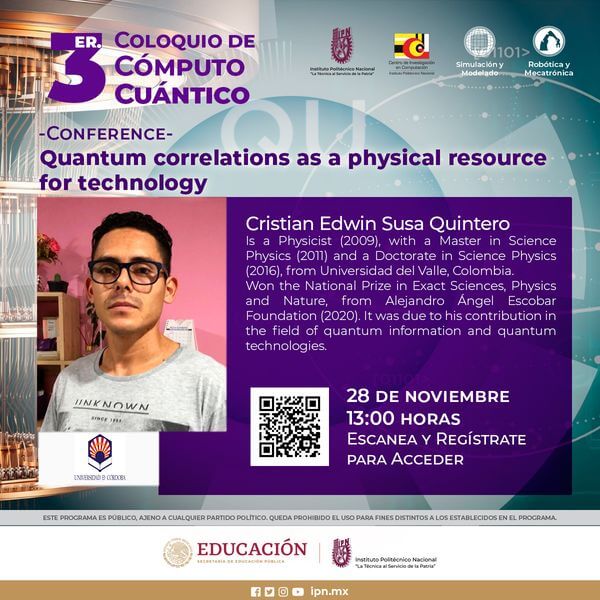 3ER. COLOQUIO DE
CÓMPUTO
CUÁNTICO
Instituto Politécnico Nacional
"La Técnica al Servicio de la Patria"
Centro de Investigación
en Computación
Instituto Politécnico Nacional
Simulación y
Modelado
1101>
Robótica y
Mecatrónica
QU
-CONFERENCE-
Quantum correlations as a physical resource
for technology
Cristian Edwin Susa Quintero
Is a Physicist (2009), with a Master in Science
Physics (2011) and a Doctorate in Science Physics
(2016), from Universidad del Valle, Colombia.
Won the National Prize in Exact Sciences, Physics
and Nature, from Alejandro Ángel Escobar
Foundation (2020). It was due to his contribution in
the field of quantum information and quantum
technologies.
UNKNOWN
UNIVERSIDAD DE CÓRDOBA
28 DE NOVIEMBRE
13:00 HORAS
ESCANEA Y REGÍSTRATE
PARA ACCEDER
ESTE PROGRAMA ES PÚBLICO, AJENO A CUALQUIER PARTIDO POLÍTICO. QUEDA PROHIBIDO EL USO PARA FINES DISTINTOS A LOS ESTABLECIDOS EN EL PROGRAMA.
EDUCACIÓN
SECRETARÍA DE EDUCACIÓN PÚBLICA
Instituto Politécnico Nacional
"La Técnica al Servicio de la Patria"
ipn.mx